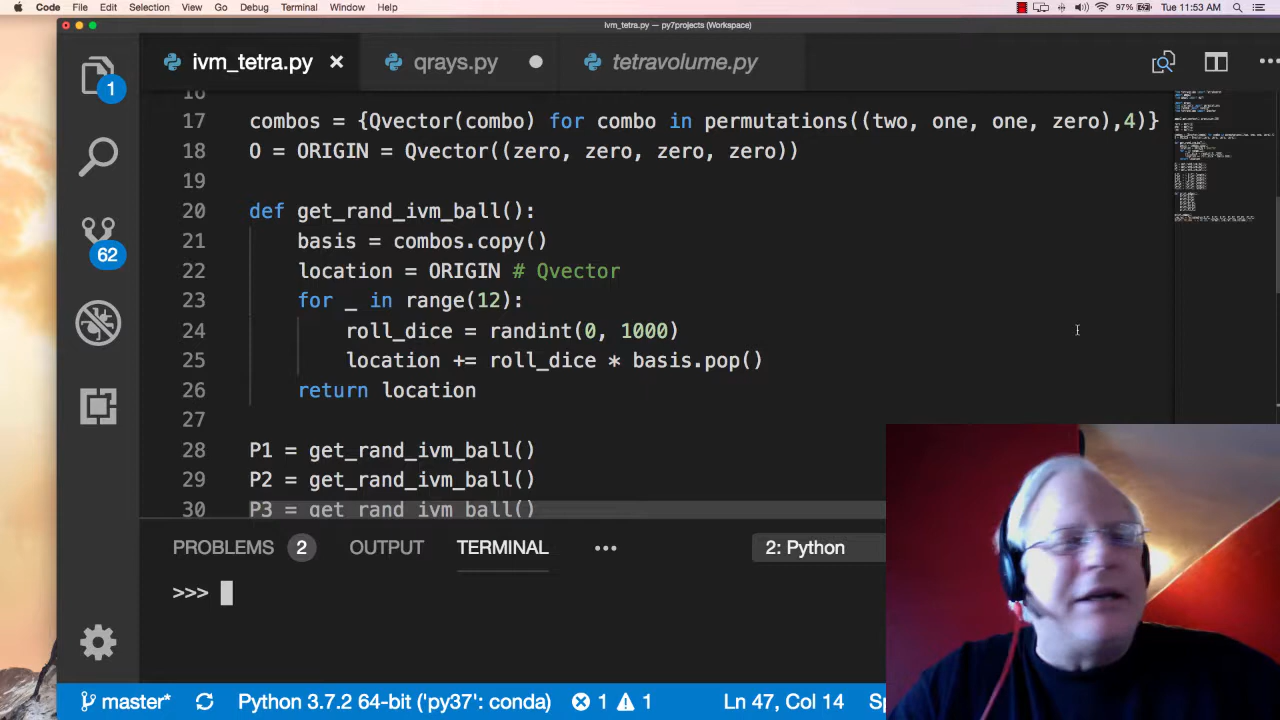 Code File Edit Selection View Go Debug Terminal Window Help 97% Tue 11:53 AM
ivm_tetra.py — py7projects (Workspace)
ivm_tetra.py qrays.py tetravolume.py
1
16
17 combos = {Qvector(combo) for combo in permutations((two, one, one, zero),4)}
18 O = ORIGIN = Qvector((zero, zero, zero, zero))
19
20 def get_rand_ivm_ball():
21 basis = combos.copy()
22 location = ORIGIN # Qvector
23 for _ in range(12):
24 roll_dice = randint(0, 1000)
25 location += roll_dice * basis.pop()
26 return location
27
28 P1 = get_rand_ivm_ball()
29 P2 = get_rand_ivm_ball()
30 P3 = get_rand_ivm_ball()
62
PROBLEMS 2 OUTPUT TERMINAL ••• 2: Python
>>>
master* Python 3.7.2 64-bit ('py37': conda) 1 1 Ln 47, Col 14